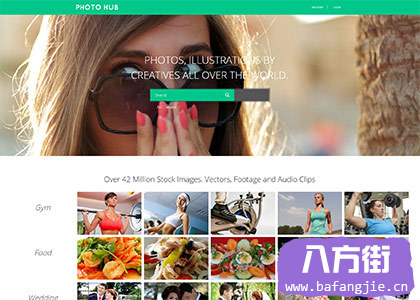 PHOTO HUB
REGISTER | LOGIN
PHOTOS, ILLUSTRATIONS BY
CREATIVES ALL OVER THE WORLD.
Search
Over 42 Million Stock Images, Vectors, Footage and Audio Clips
Gym
Food
Wedding
八方街
www.bafangjie.cn